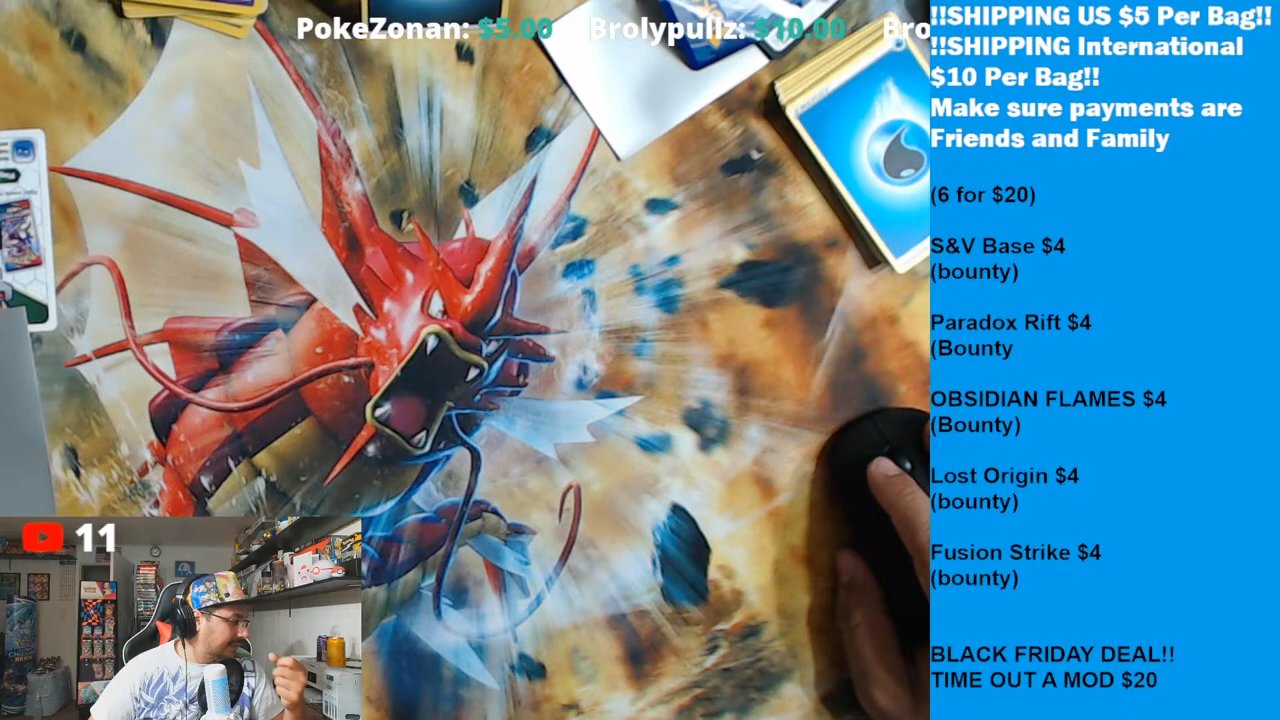 PokeZonan: $5.00 Brolypullz: $10.00 Bro
!!SHIPPING US $5 Per Bag!!
!!SHIPPING International
$10 Per Bag!!
Make sure payments are
Friends and Family
(6 for $20)
S&V Base $4
(bounty)
Paradox Rift $4
(Bounty
OBSIDIAN FLAMES $4
(Bounty)
Lost Origin $4
(bounty)
Fusion Strike $4
(bounty)
BLACK FRIDAY DEAL!!
TIME OUT A MOD $20
11